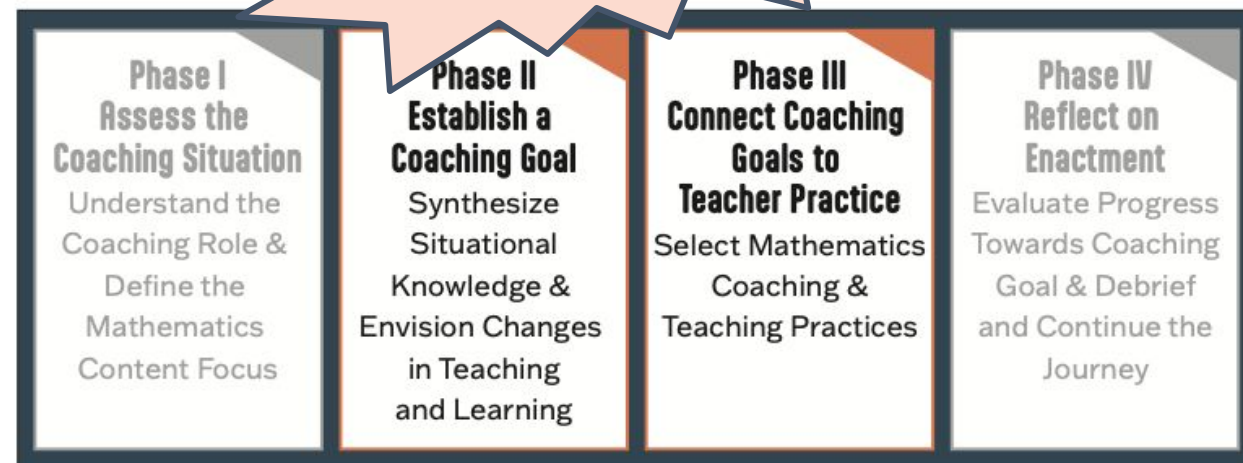 Phase I
Assess the
Coaching Situation
Understand the
Coaching Role &
Define the
Mathematics
Content Focus
Phase II
Establish a
Coaching Goal
Synthesize
Situational
Knowledge &
Envision Changes
in Teaching
and Learning
Phase III
Connect Coaching
Goals to
Teacher Practice
Select Mathematics
Coaching &
Teaching Practices
Phase IV
Reflect on
Enactment
Evaluate Progress
Towards Coaching
Goal & Debrief
and Continue the
Journey